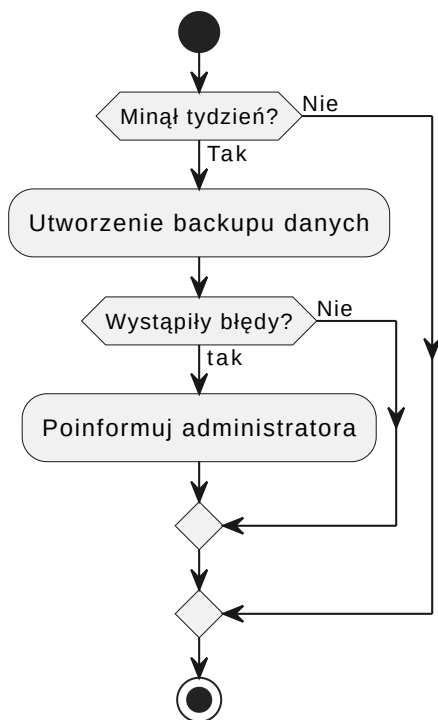 Minął tydzień?
Nie
Tak
Utworzenie backupu danych
Wystąpiły błędy?
Nie
tak
Poinformuj administratora